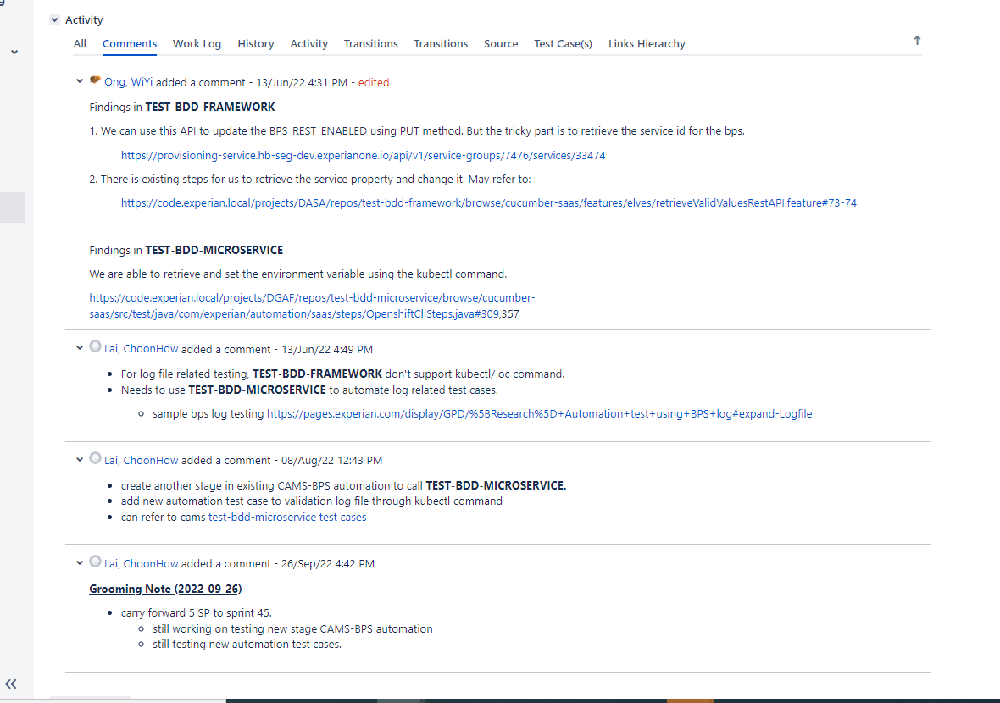 Activity
All Comments Work Log History Activity Transitions Transitions Source Test Case(s) Links Hierarchy
Ong, WiYi added a comment - 13/Jun/22 4:31 PM - edited
Findings in TEST-BDD-FRAMEWORK
1. We can use this API to update the BPS_REST_ENABLED using PUT method. But the tricky part is to retrieve the service id for the bps.
https://provisioning-service.hb-seg-dev.experianone.io/api/v1/service-groups/7476/services/33474
2. There is existing steps for us to retrieve the service property and change it. May refer to:
https://code.experian.local/projects/DASA/repos/test-bdd-framework/browse/cucumber-saas/features/elves/retrieveValidValuesRestAPI.feature#73-74
Findings in TEST-BDD-MICROSERVICE
We are able to retrieve and set the environment variable using the kubectl command.
https://code.experian.local/projects/DGAF/repos/test-bdd-microservice/browse/cucumber-
saas/src/test/java/com/experian/automation/saas/steps/OpenshiftCliSteps.java#309,357
Lai, ChoonHow added a comment - 13/Jun/22 4:49 PM
• For log file related testing, TEST-BDD-FRAMEWORK don't support kubectl/ oc command.
• Needs to use TEST-BDD-MICROSERVICE to automate log related test cases.
◦ sample bps log testing https://pages.experian.com/display/GPD/%5BResearch%5D+Automation+test+using+BPS+log#expand-Logfile
Lai, ChoonHow added a comment - 08/Aug/22 12:43 PM
• create another stage in existing CAMS-BPS automation to call TEST-BDD-MICROSERVICE.
• add new automation test case to validation log file through kubectl command
• can refer to cams test-bdd-microservice test cases
Lai, ChoonHow added a comment - 26/Sep/22 4:42 PM
Grooming Note (2022-09-26)
• carry forward 5 SP to sprint 45.
◦ still working on testing new stage CAMS-BPS automation
◦ still testing new automation test cases.